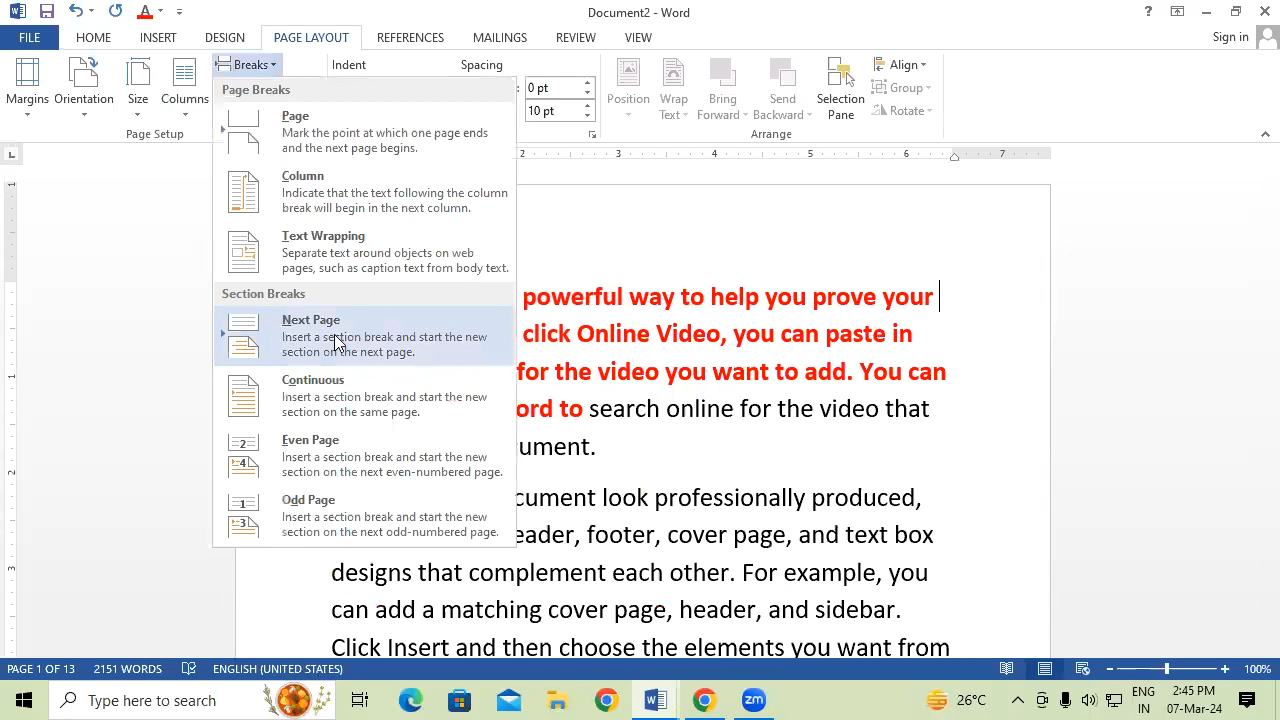 Document2 - Word
FILE HOME INSERT DESIGN PAGE LAYOUT REFERENCES MAILINGS REVIEW VIEW Sign in
Breaks Indent Spacing
Margins Orientation Size Columns
Page Setup
0 pt
10 pt
Position Wrap Text Bring Forward Send Backward Selection Pane
Align
Group
Rotate
Arrange
Page Breaks
Page
Mark the point at which one page ends
and the next page begins.
Column
Indicate that the text following the column
break will begin in the next column.
Text Wrapping
Separate text around objects on web
pages, such as caption text from body text.
Section Breaks
Next Page
Insert a section break and start the new
section on the next page.
Continuous
Insert a section break and start the new
section on the same page.
Even Page
Insert a section break and start the new
section on the next even-numbered page.
Odd Page
Insert a section break and start the new
section on the next odd-numbered page.
2 3 4 5 6 7
powerful way to help you prove your
click Online Video, you can paste in
for the video you want to add. You can
ord to search online for the video that
ument.
cument look professionally produced,
eader, footer, cover page, and text box
designs that complement each other. For example, you
can add a matching cover page, header, and sidebar.
Click Insert and then choose the elements you want from
PAGE 1 OF 13 2151 WORDS ENGLISH (UNITED STATES) 100%
Type here to search
26°C
ENG
IN
2:45 PM
07-Mar-24